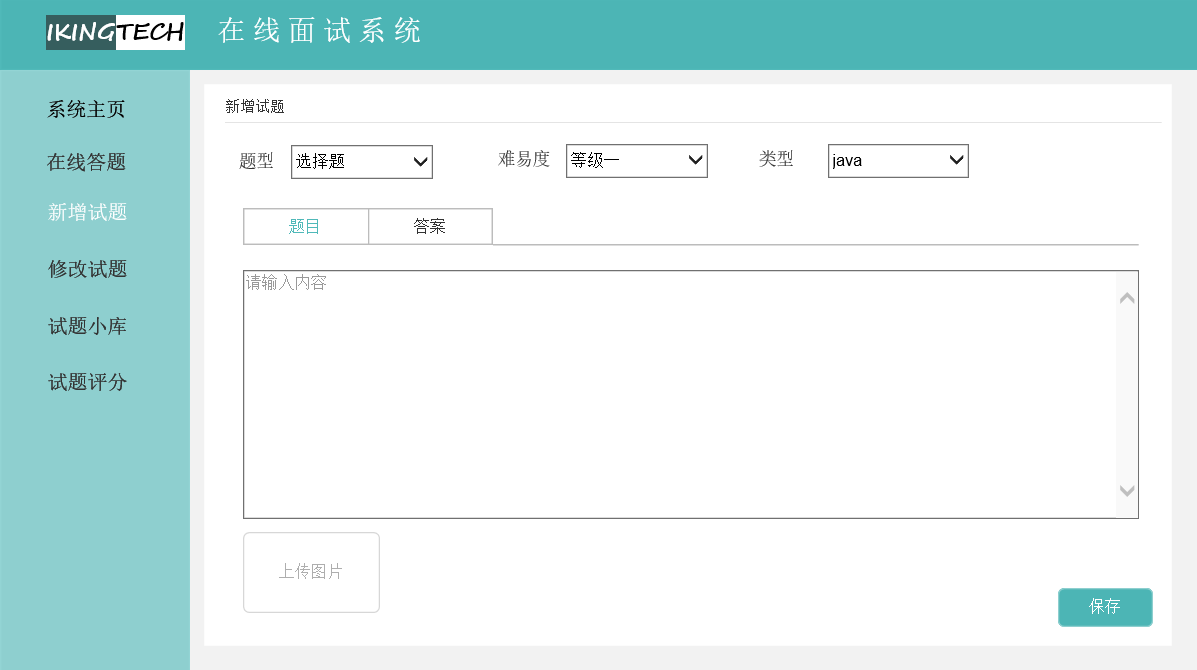 IKINGTECH
在线面试系统
系统主页
在线答题
新增试题
修改试题
试题小库
试题评分
新增试题
题型 选择题 难易度 等级一 类型 java
题目 答案
请输入内容
上传图片
保存